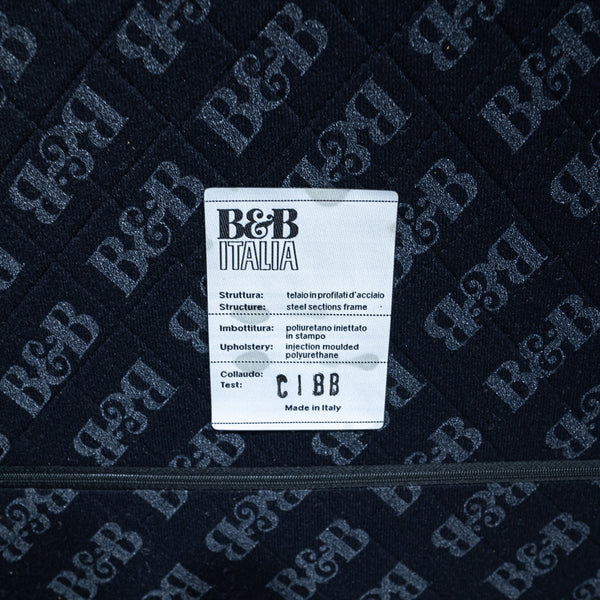 B&B
ITALIA
Struttura: telaio in profilati d'acciaio
Structure: steel sections frame
Imbottitura: poliuretano iniettato
in stampo
Upholstery: injection moulded
polyurethane
Collaudo:
Test: C I BB
Made in Italy
B&B
B&B
B&B
B&B
B&B
B&B
B&B
B&B
B&B
B&B
B&B
B&B